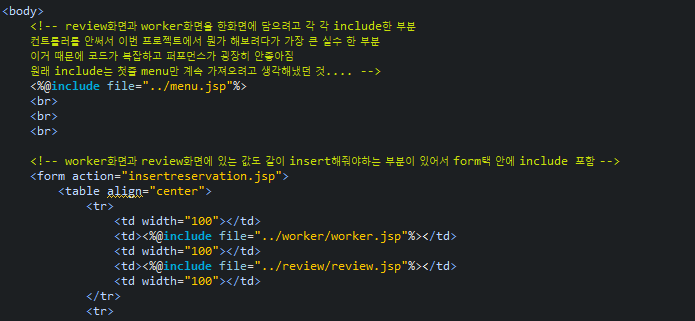 <body>
<!-- review화면과 worker화면을 한화면에 담으려고 각 각 include한 부분
컨트롤러를 안써서 이번 프로젝트에서 뭔가 해보려다가 가장 큰 실수 한 부분
이거 때문에 코드가 복잡하고 퍼포먼스가 굉장히 안좋아짐
원래 include는 첫줄 menu만 계속 가져오려고 생각해냈던 것.... -->
<%@include file="../menu.jsp"%>
<br>
<br>
<br>
<!-- worker화면과 review화면에 있는 값도 같이 insert해줘야하는 부분이 있어서 form택 안에 include 포함 -->
<form action="insertreservation.jsp">
<table align="center">
<tr>
<td width="100"></td>
<td><%@include file="../worker/worker.jsp"%></td>
<td width="100"></td>
<td><%@include file="../review/review.jsp"%></td>
<td width="100"></td>
</tr>
<tr>